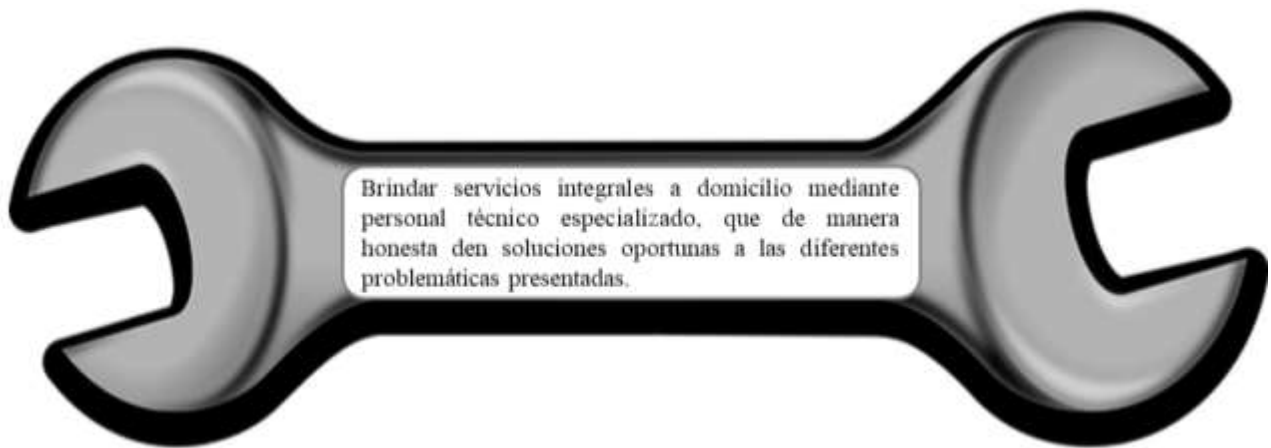 Brindar servicios integrales a domicilio mediante
personal técnico especializado, que de manera
honesta den soluciones oportunas a las diferentes
problemáticas presentadas.